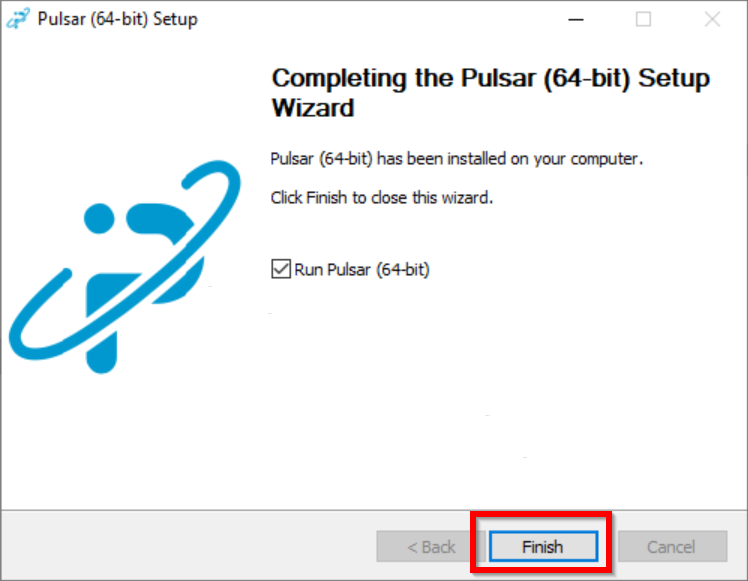 Pulsar (64-bit) Setup
Completing the Pulsar (64-bit) Setup
Wizard
Pulsar (64-bit) has been installed on your computer.
Click Finish to close this wizard.
Run Pulsar (64-bit)
< Back
Finish
Cancel